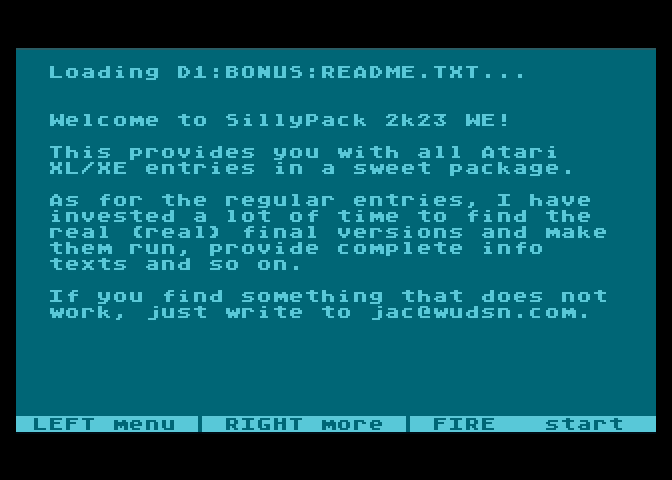 Loading D1:BONUS:README.TXT...
Welcome to SillyPack 2k23 WE!
This provides you with all Atari
XL/XE entries in a sweet package.
As for the regular entries, I have
invested a lot of time to find the
real (real) final versions and make
them run, provide complete info
texts and so on.
If you find something that does not
work, just write to jac@wudsn.com.
LEFT menu | RIGHT more | FIRE start